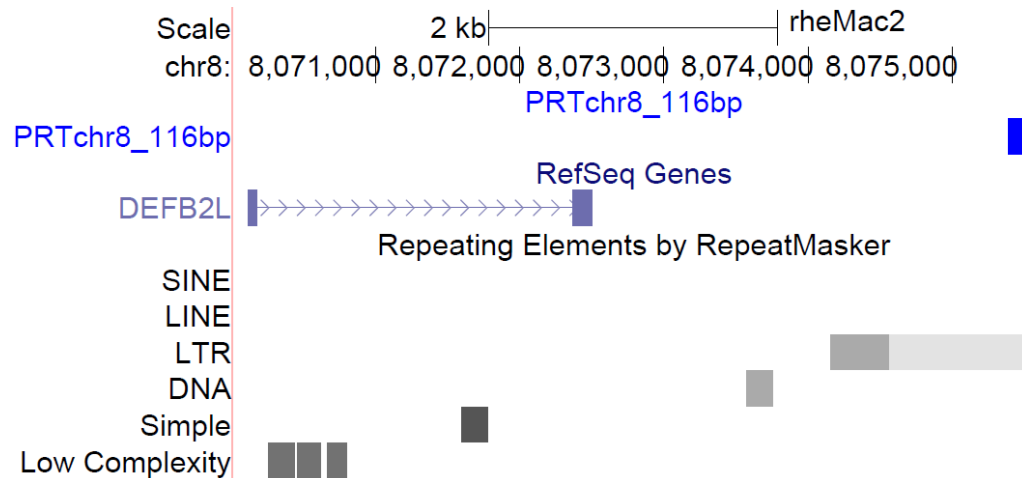 Scale 2 kb rheMac2
chr8: 8,071,000 8,072,000 8,073,000 8,074,000 8,075,000
PRTchr8_116bp
PRTchr8_116bp
RefSeq Genes
DEFB2L
Repeating Elements by RepeatMasker
SINE
LINE
LTR
DNA
Simple
Low Complexity